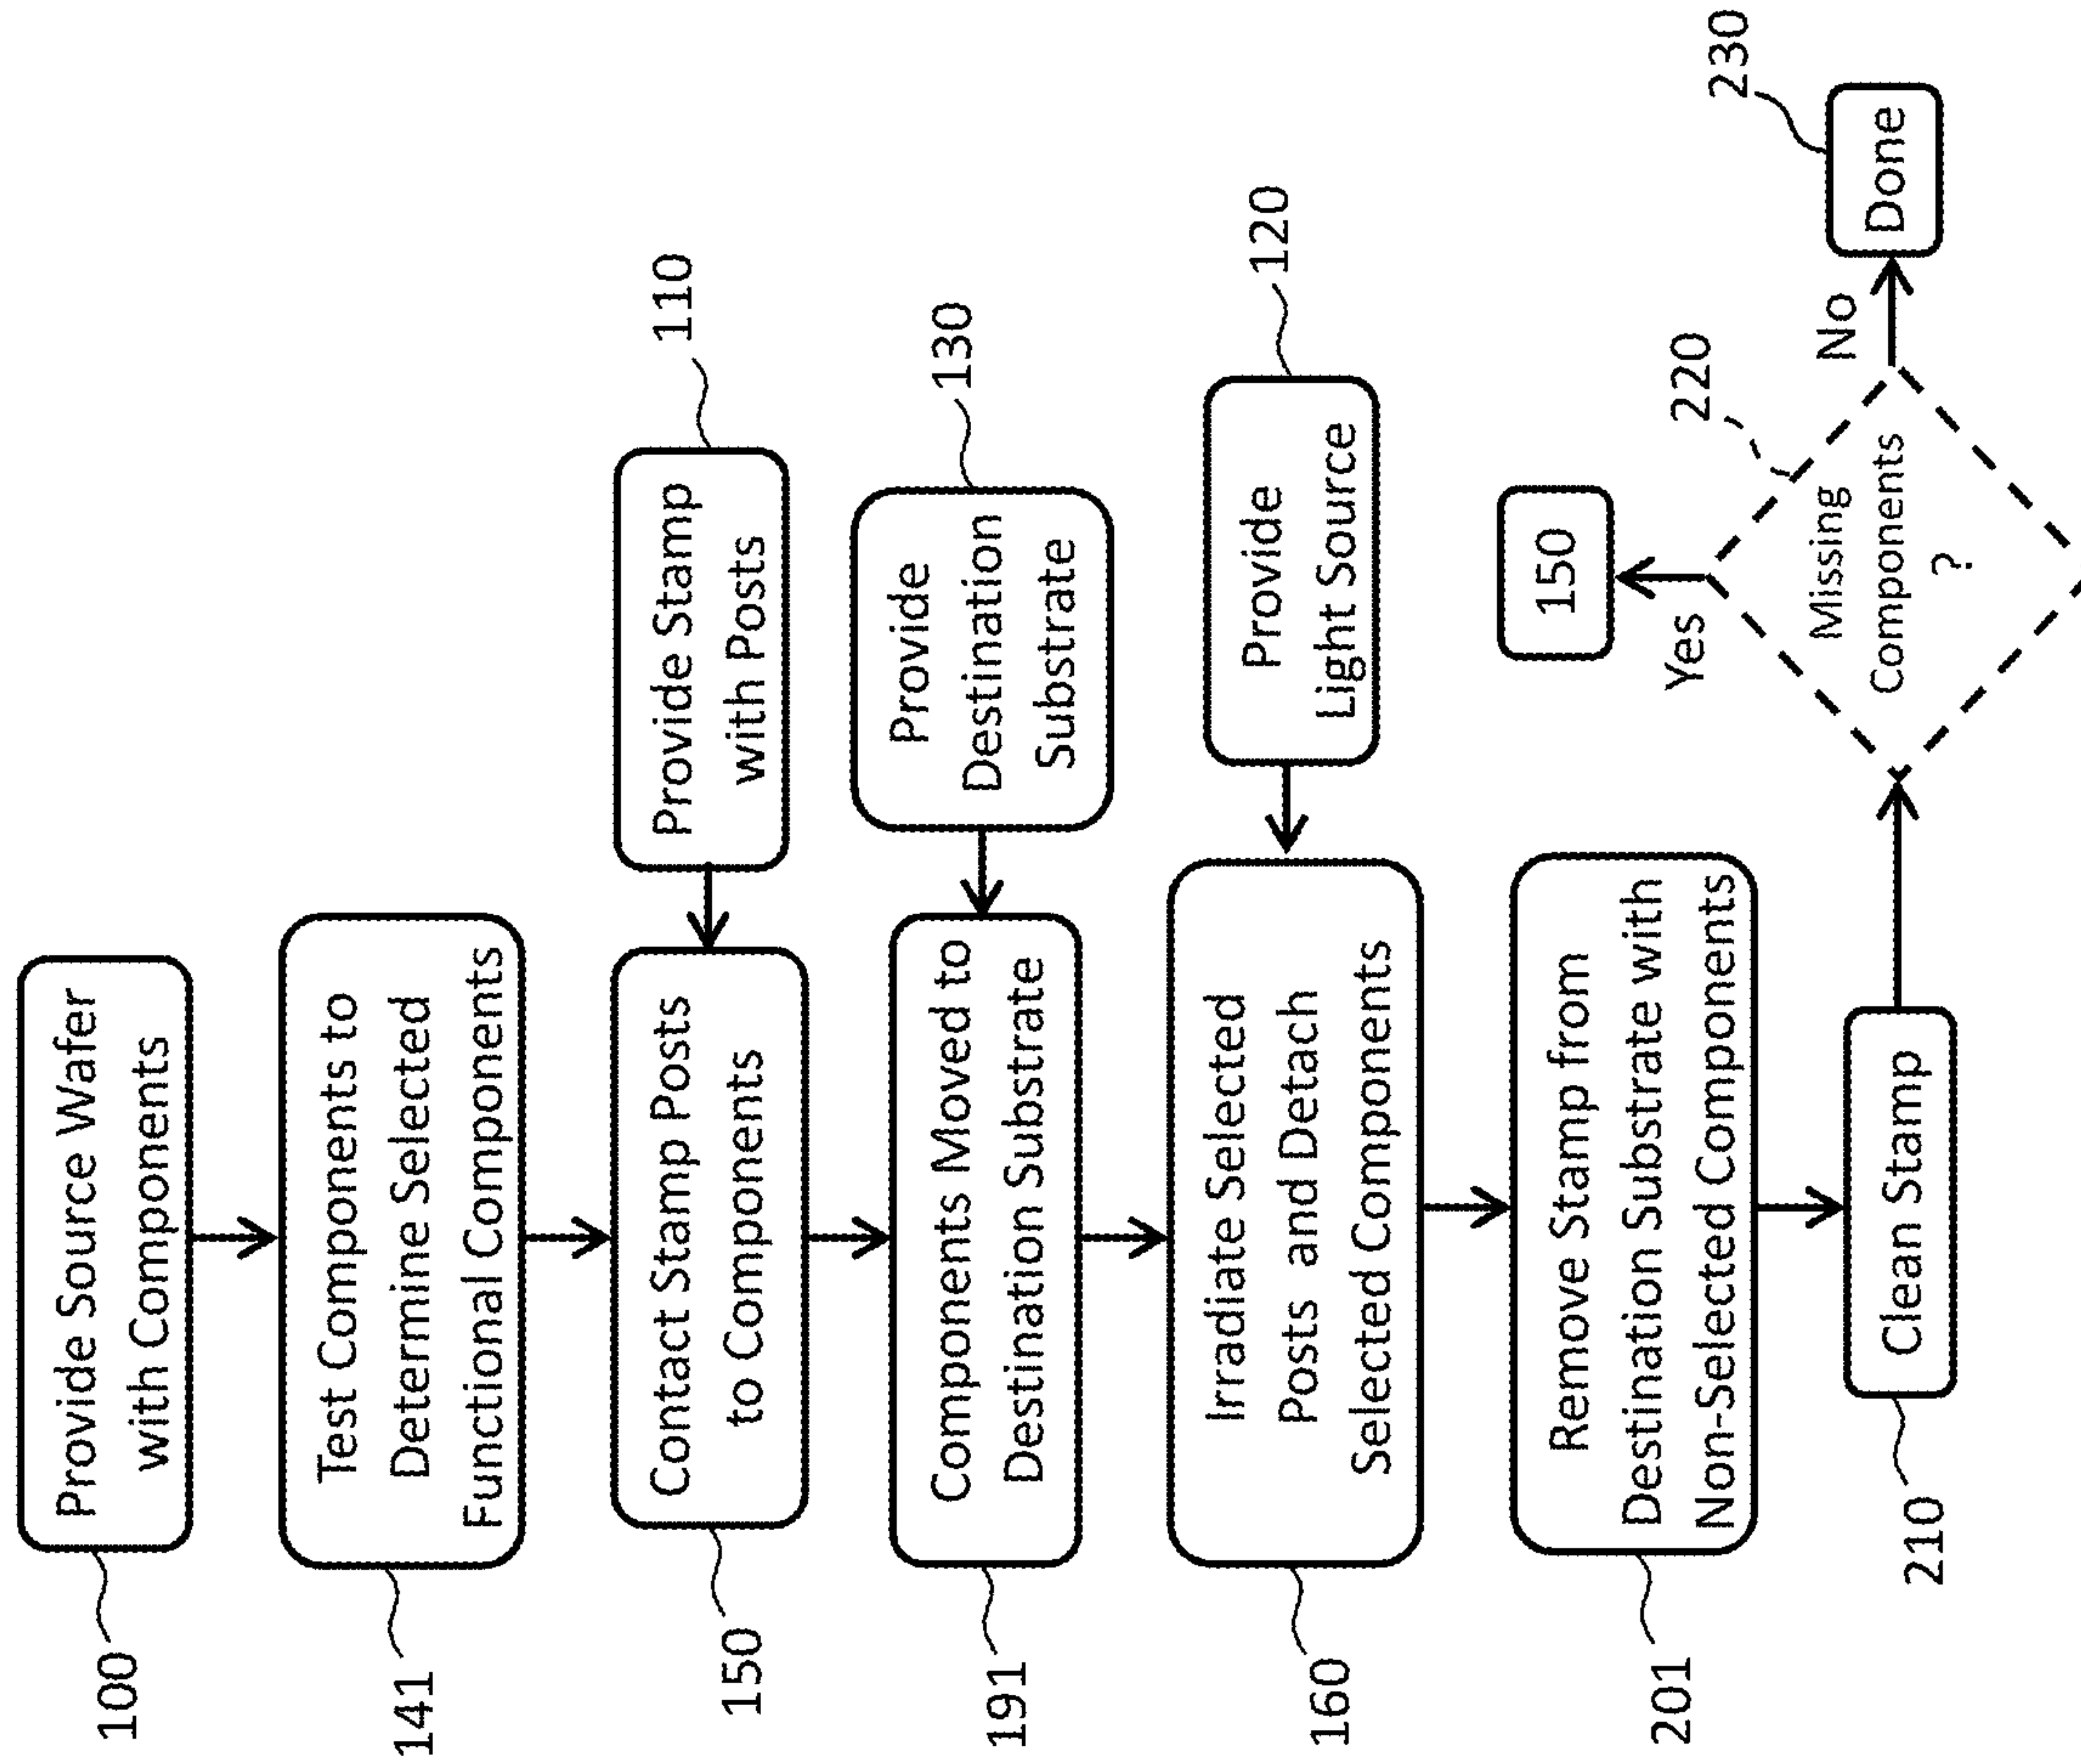 100
Provide Source Wafer
with Components
141
Test Components to
Determine Selected
Functional Components
110
Provide Stamp
with Posts
150
Contact Stamp Posts
to Components
130
Provide
Destination
Substrate
191
Components Moved to
Destination Substrate
120
Provide
Light Source
160
Irradiate Selected
Posts and Detach
Selected Components
201
Remove Stamp from
Destination Substrate with
Non-Selected Components
210
Clean Stamp
150
Yes
220
Missing
Components
?
No
230
Done